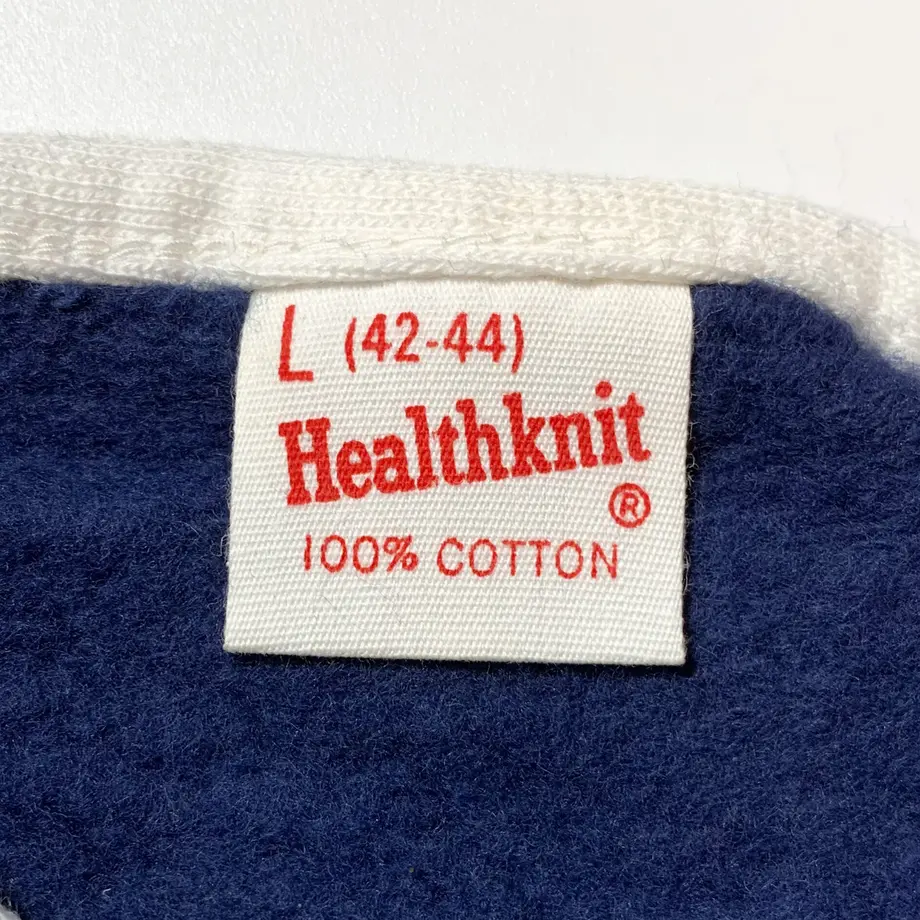 L (42-44)
Healthknit
®
100% COTTON